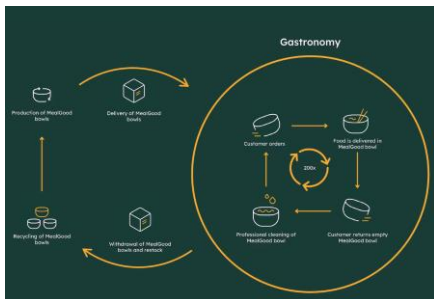 Gastronomy
Production of MealGood
bowls
Delivery of MealGood
bowls
Customer orders
Food is delivered in
MealGood bowl
200x
Recycling of MealGood
bowls
Withdrawal of MealGood
bowls and restock
Professional cleaning of
MealGood bowl
Customer returns empty
MealGood bowl